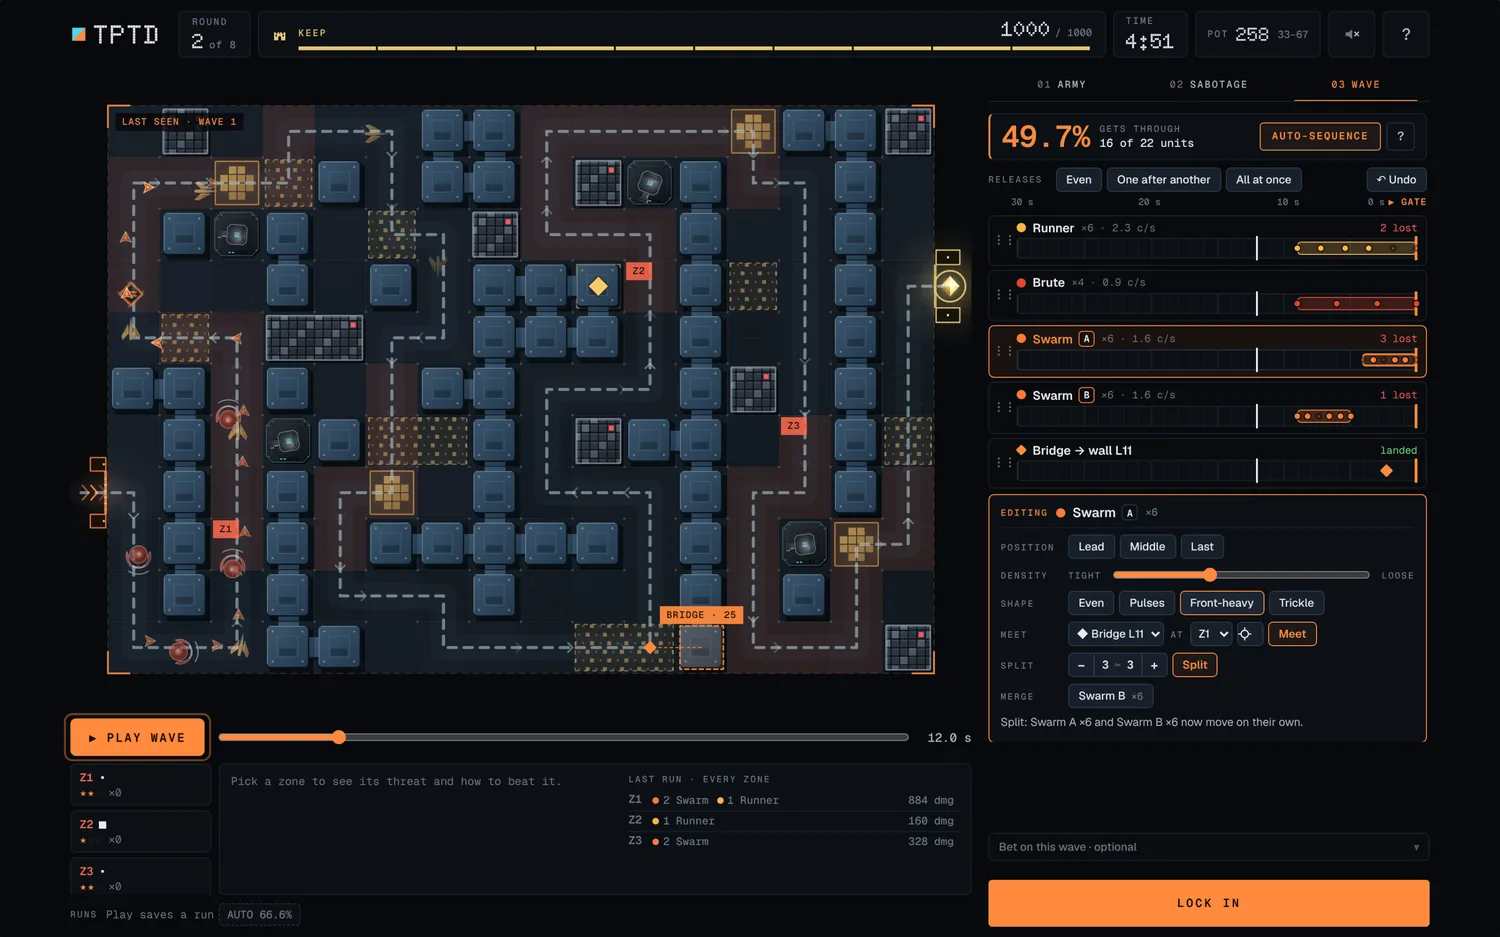 TPTD
ROUND
2 of 8
KEEP
1000 / 1000
TIME
4:51
POT 258 33-67
?
01 ARMY
02 SABOTAGE
03 WAVE
LAST SEEN · WAVE 1
Z2
Z3
Z1
BRIDGE · 25
49.7%
GETS THROUGH
16 of 22 units
AUTO-SEQUENCE
?
RELEASES
Even
One after another
All at once
↶ Undo
30 s
20 s
10 s
0 s ▶ GATE
Runner ×6 · 2.3 c/s
2 lost
Brute ×4 · 0.9 c/s
Swarm A ×6 · 1.6 c/s
3 lost
Swarm B ×6 · 1.6 c/s
1 lost
Bridge → wall L11
landed
EDITING Swarm A ×6
POSITION
Lead
Middle
Last
DENSITY TIGHT LOOSE
SHAPE
Even
Pulses
Front-heavy
Trickle
MEET
◆ Bridge L11
AT
Z1
Meet
SPLIT
− 3 3 +
Split
MERGE
Swarm B ×6
Split: Swarm A ×6 and Swarm B ×6 now move on their own.
▶ PLAY WAVE
12.0 s
Z1
★★ ×0
Z2
★ ×0
Z3
★★ ×0
Pick a zone to see its threat and how to beat it.
LAST RUN · EVERY ZONE
Z1 2 Swarm 1 Runner 884 dmg
Z2 1 Runner 160 dmg
Z3 2 Swarm 328 dmg
RUNS Play saves a run
AUTO 66.6%
Bet on this wave · optional
LOCK IN